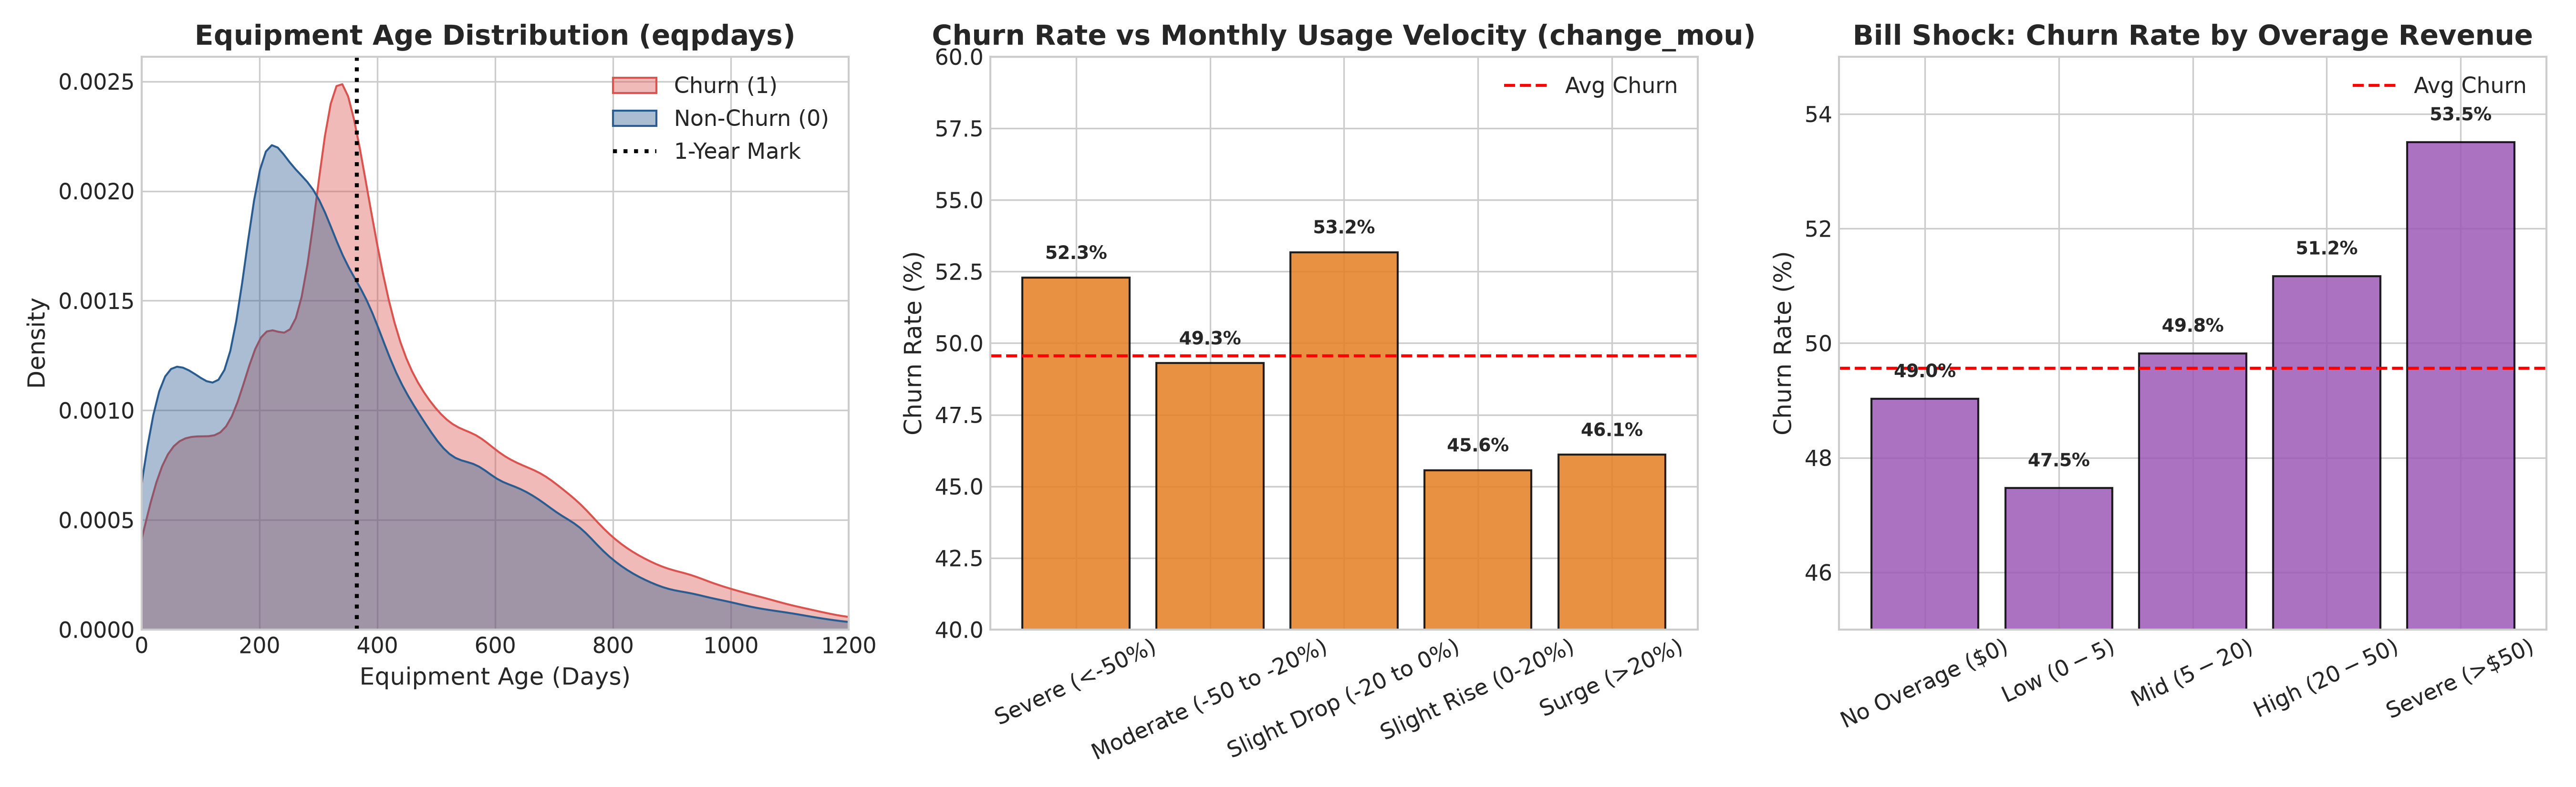 Equipment Age Distribution (eqpdays)
Churn (1)
Non-Churn (0)
1-Year Mark
Density
0.0025
0.0020
0.0015
0.0010
0.0005
0.0000
0 200 400 600 800 1000 1200
Equipment Age (Days)
Churn Rate vs Monthly Usage Velocity (change_mou)
Avg Churn
Churn Rate (%)
60.0
57.5
55.0
52.5
50.0
47.5
45.0
42.5
40.0
52.3%
49.3%
53.2%
45.6%
46.1%
Severe (<-50%)
Moderate (-50 to -20%)
Slight Drop (-20 to 0%)
Slight Rise (0-20%)
Surge (>20%)
Bill Shock: Churn Rate by Overage Revenue
Avg Churn
Churn Rate (%)
54
52
50
48
46
49.0%
47.5%
49.8%
51.2%
53.5%
No Overage ($0)
Low (0 − 5)
Mid (5 − 20)
High (20 − 50)
Severe (>$50)